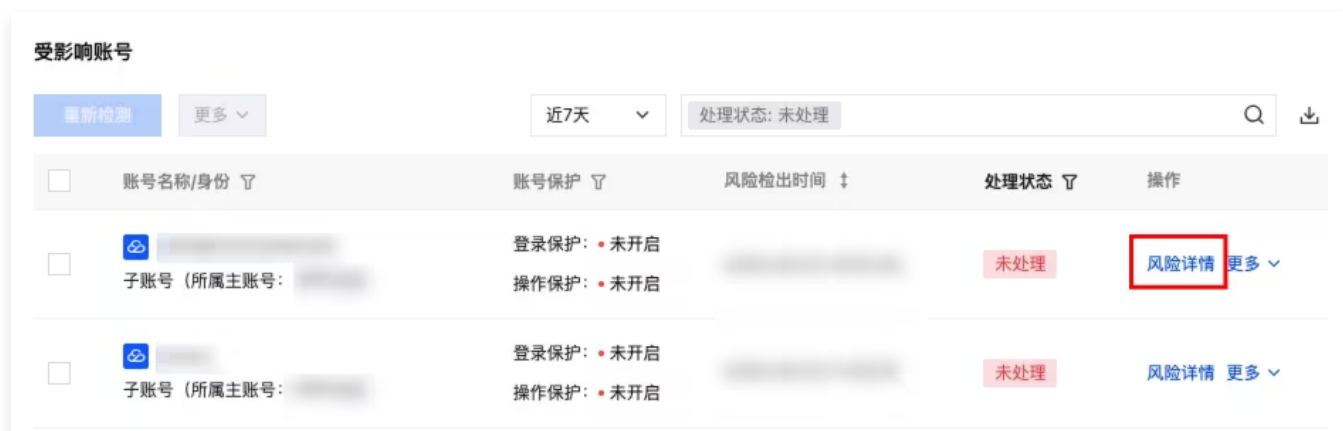 受影响账号
重新检测 更多 近7天 处理状态: 未处理
账号名称/身份 账号保护 风险检出时间 处理状态 操作
登录保护: 未开启
子账号（所属主账号: 操作保护: 未开启 未处理 风险详情 更多
登录保护: 未开启
子账号（所属主账号: 操作保护: 未开启 未处理 风险详情 更多